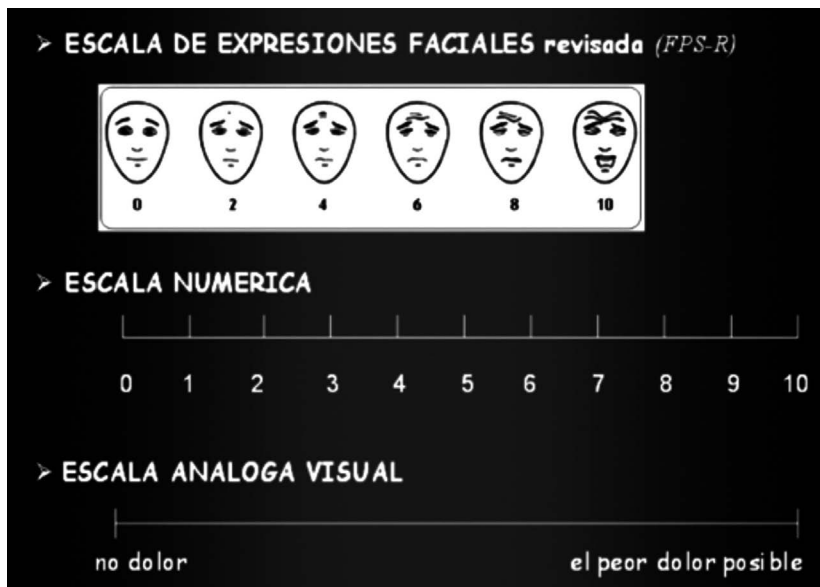 ➢ ESCALA DE EXPRESIONES FACIALES revisada (FPS-R)
0 2 4 6 8 10
➢ ESCALA NUMERICA
0 1 2 3 4 5 6 7 8 9 10
➢ ESCALA ANALOGA VISUAL
no dolor el peor dolor posible